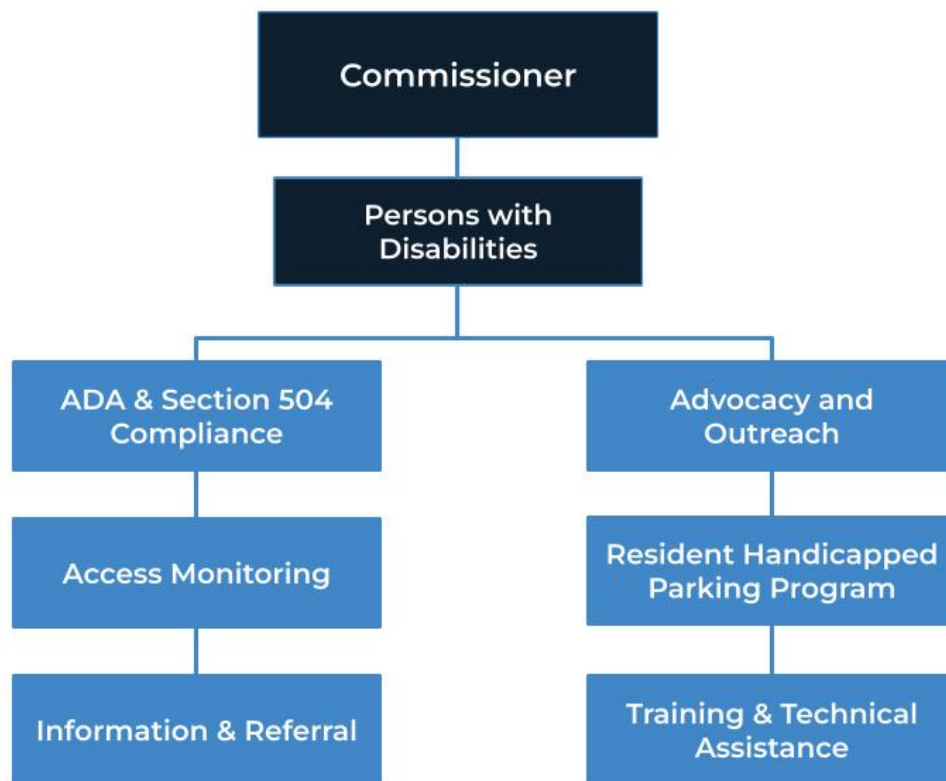 Commissioner
Persons with
Disabilities
ADA & Section 504
Compliance
Advocacy and
Outreach
Access Monitoring
Resident Handicapped
Parking Program
Information & Referral
Training & Technical
Assistance